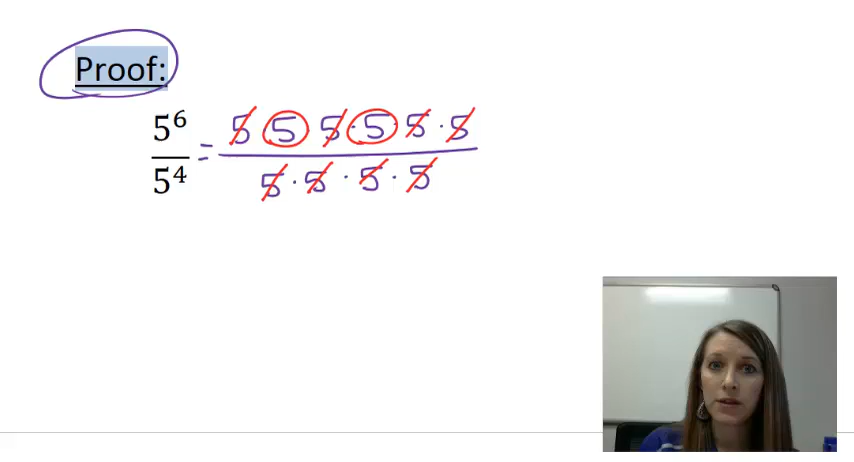 Proof:
5⁶ / 5⁴ = 5 5 5 · 5 · 5 · 5 / 5 · 5 · 5 · 5